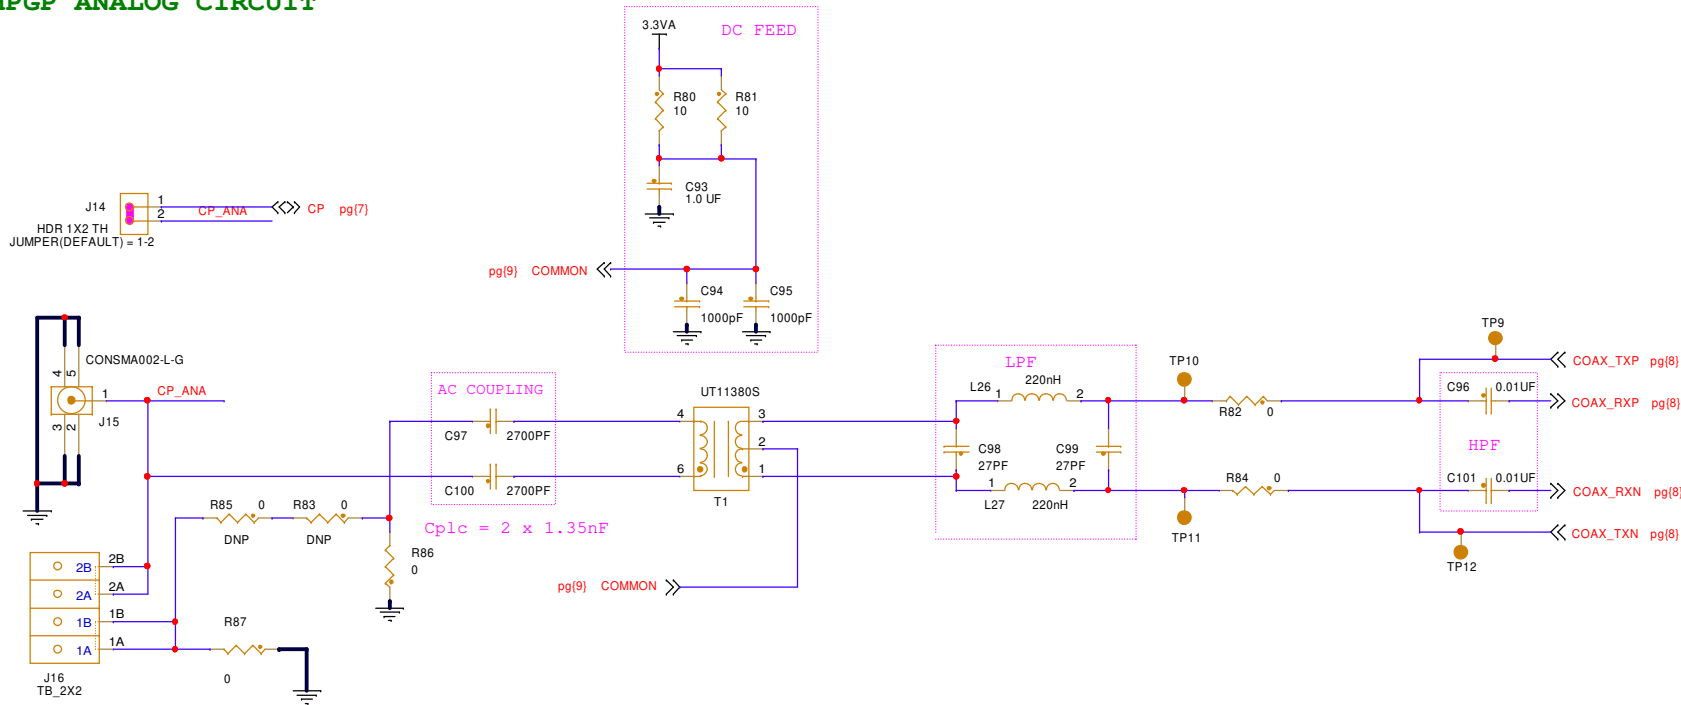 HPGP ANALOG CIRCUIT
3.3VA
DC FEED
R80
10
R81
10
C93
1.0 UF
J14
1
2
CP_ANA
CP pg{7}
HDR 1X2 TH
JUMPER(DEFAULT) = 1-2
pg{9} COMMON
C94
1000pF
C95
1000pF
CONSMA002-L-G
4
5
1
CP_ANA
3
2
J15
AC COUPLING
C97
2700PF
C100
2700PF
Cplc = 2 x 1.35nF
UT11380S
4
3
2
6
1
T1
LPF
L26
220nH
1
2
C98
27PF
C99
27PF
1
2
L27
220nH
TP10
R82
0
R84
0
TP11
TP9
COAX_TXP pg{8}
C96
0.01UF
COAX_RXP pg{8}
HPF
C101
0.01UF
COAX_RXN pg{8}
COAX_TXN pg{8}
TP12
R85
0
R83
0
DNP
DNP
R86
0
pg{9} COMMON
2B
2B
2A
2A
1B
1B
1A
1A
R87
0
J16
TB_2X2